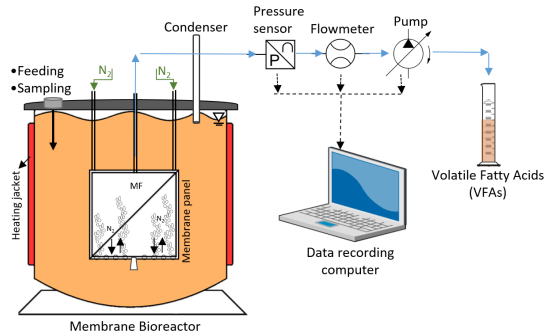 Condenser
Pressure
sensor
Flowmeter
Pump
•Feeding
•Sampling
N2
N2
P
Heating jacket
MF
N2
N2
Membrane panel
Data recording
computer
Volatile Fatty Acids
(VFAs)
Membrane Bioreactor